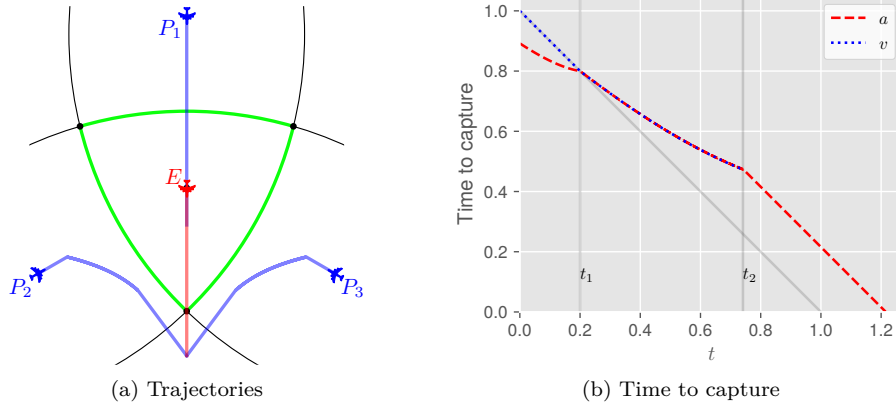 P₁
E
P₂
P₃
(a) Trajectories
Time to capture
1.0
0.8
0.6
0.4
0.2
0.0
a
v
t₁
t₂
0.0 0.2 0.4 0.6 0.8 1.0 1.2
t
(b) Time to capture